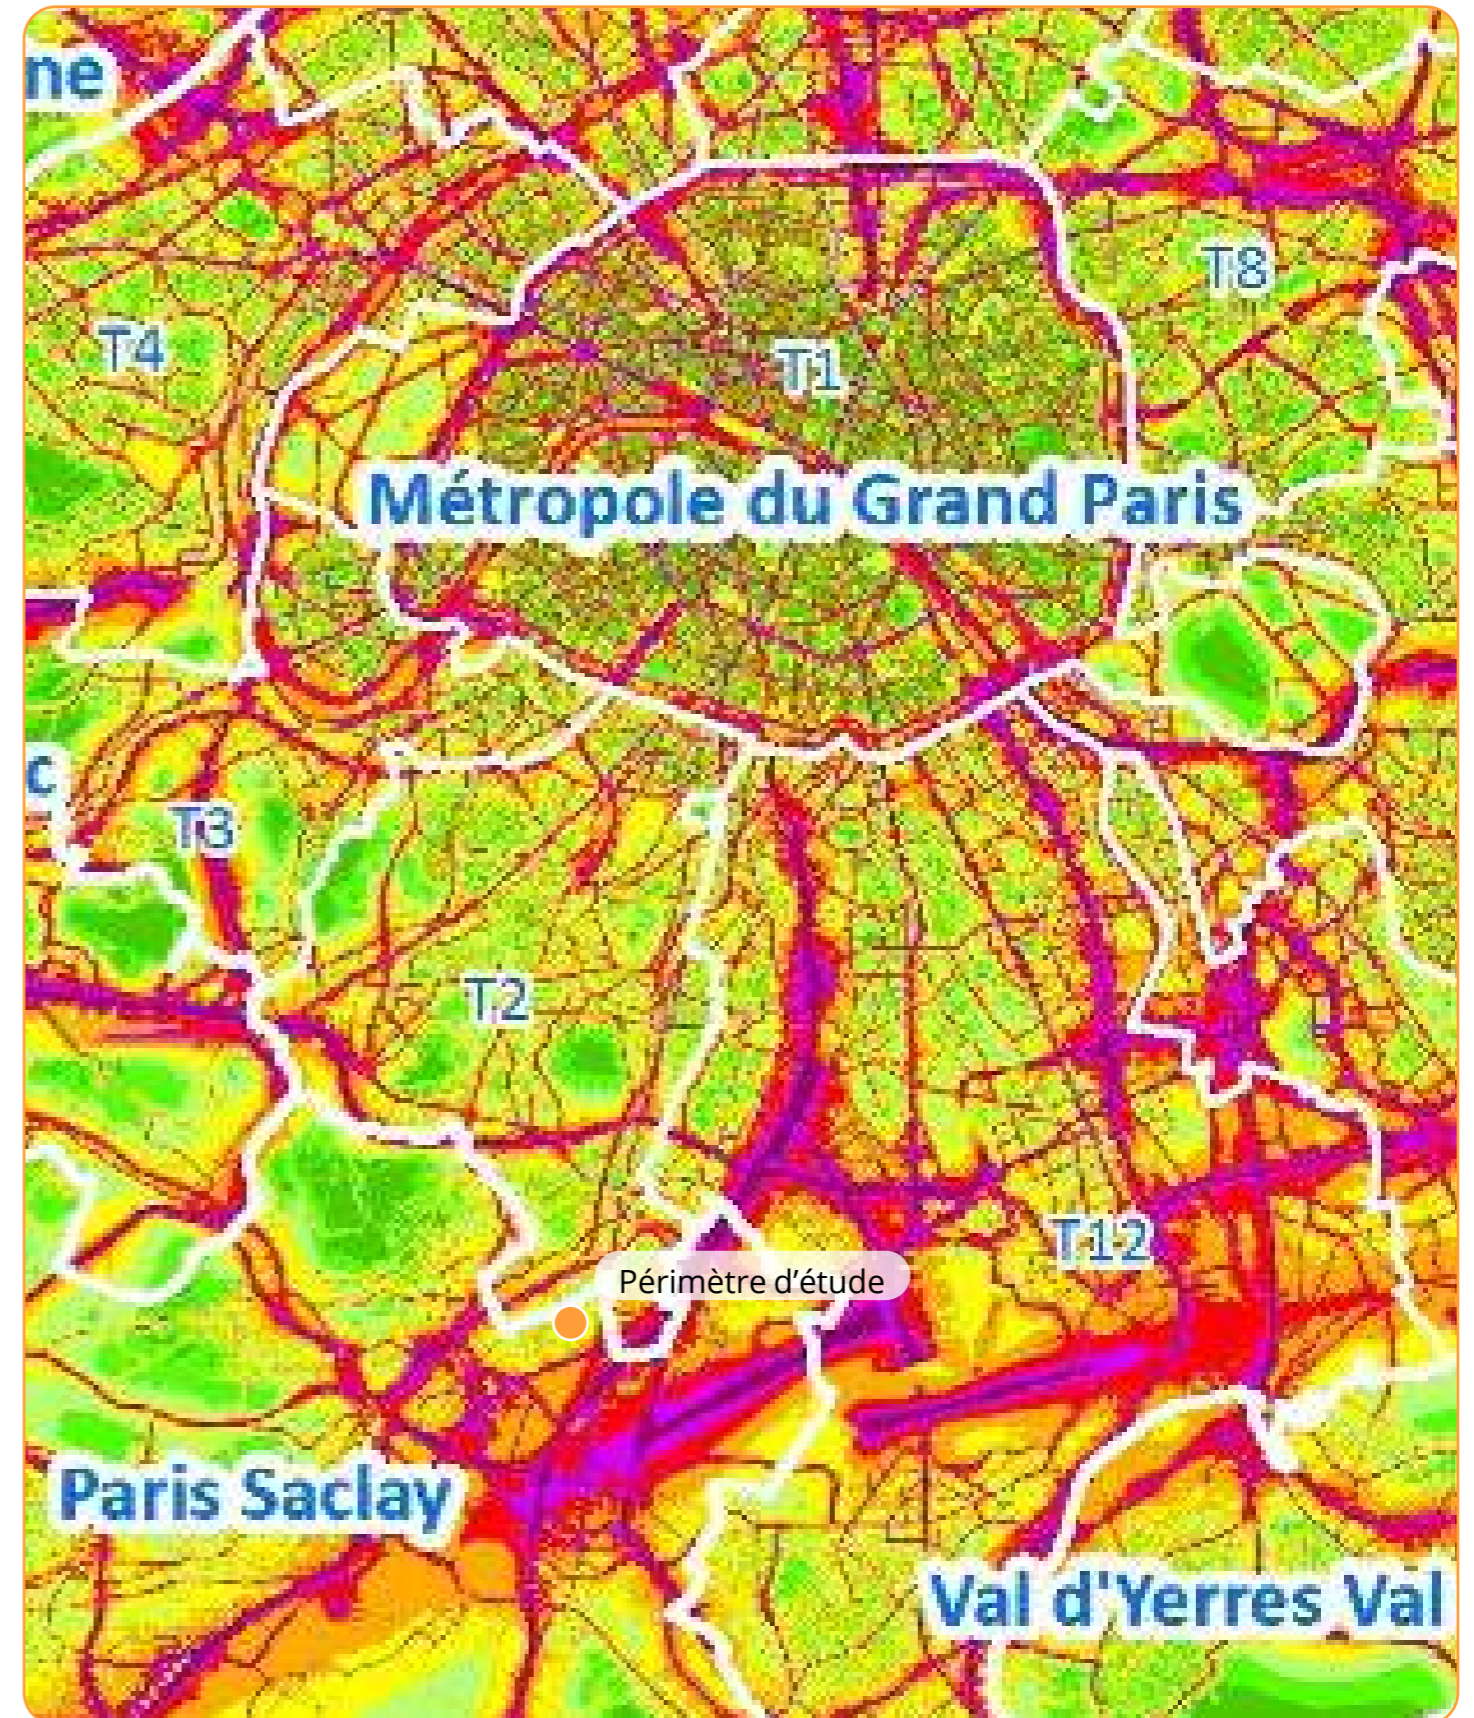 ne
T8
T4
T1
Métropole du Grand Paris
c
T3
T2
T12
Périmètre d’étude
Paris Saclay
Val d'Yerres Val